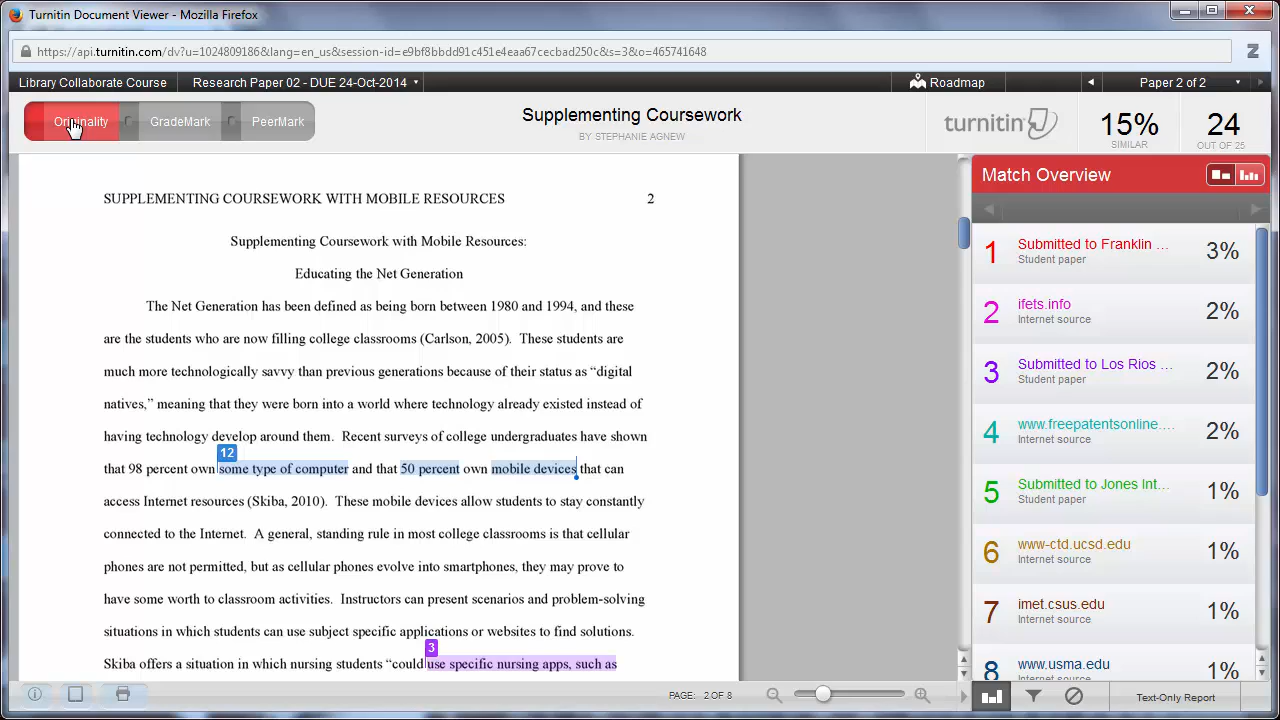 Turnitin Document Viewer - Mozilla Firefox
https://api.turnitin.com/dv?u=1024809186&lang=en_us&session-id=e9bf8bbdd91c451e4eaa67cecbad250c&s=3&o=465741648
Library Collaborate Course
Research Paper 02 - DUE 24-Oct-2014
Roadmap
Paper 2 of 2
Originality
GradeMark
PeerMark
Supplementing Coursework
BY STEPHANIE AGNEW
turnitin
15%
SIMILAR
24
OUT OF 25
SUPPLEMENTING COURSEWORK WITH MOBILE RESOURCES 2
Supplementing Coursework with Mobile Resources:
Educating the Net Generation
The Net Generation has been defined as being born between 1980 and 1994, and these
are the students who are now filling college classrooms (Carlson, 2005).  These students are
much more technologically savvy than previous generations because of their status as “digital
natives,” meaning that they were born into a world where technology already existed instead of
having technology develop around them.  Recent surveys of college undergraduates have shown
12
that 98 percent own some type of computer and that 50 percent own mobile devices that can
access Internet resources (Skiba, 2010).  These mobile devices allow students to stay constantly
connected to the Internet.  A general, standing rule in most college classrooms is that cellular
phones are not permitted, but as cellular phones evolve into smartphones, they may prove to
have some worth to classroom activities.  Instructors can present scenarios and problem-solving
situations in which students can use subject specific applications or websites to find solutions.
3
Skiba offers a situation in which nursing students “could use specific nursing apps, such as
Match Overview
1 Submitted to Franklin ... 3%
Student paper
2 ifets.info 2%
Internet source
3 Submitted to Los Rios ... 2%
Student paper
4 www.freepatentsonline.... 2%
Internet source
5 Submitted to Jones Int... 1%
Student paper
6 www-ctd.ucsd.edu 1%
Internet source
7 imet.csus.edu 1%
Internet source
8 www.usma.edu 1%
PAGE: 2 OF 8
Text-Only Report